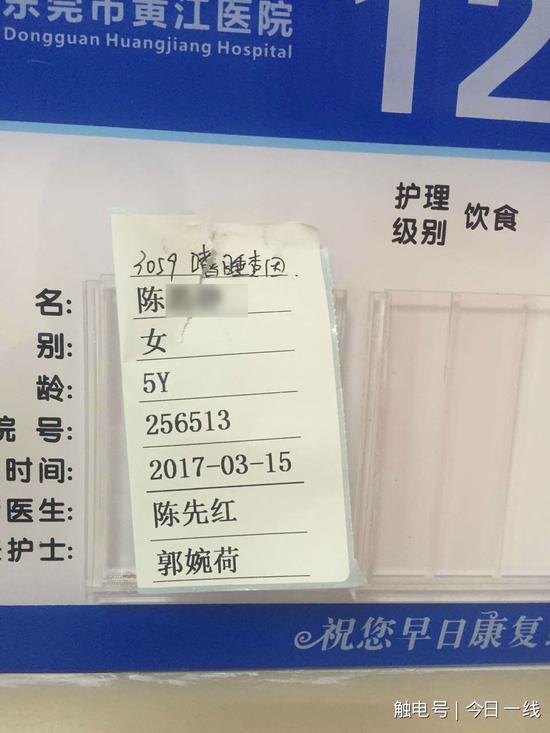 东莞市黄江医院
Dongguan Huangjiang Hospital
12
护理
级别
饮食
3059 嗜睡查因.
名: 陈
别: 女
龄: 5Y
院 号: 256513
时间: 2017-03-15
医生: 陈先红
护士: 郭婉荷
祝您早日康复
触电号 | 今日一线